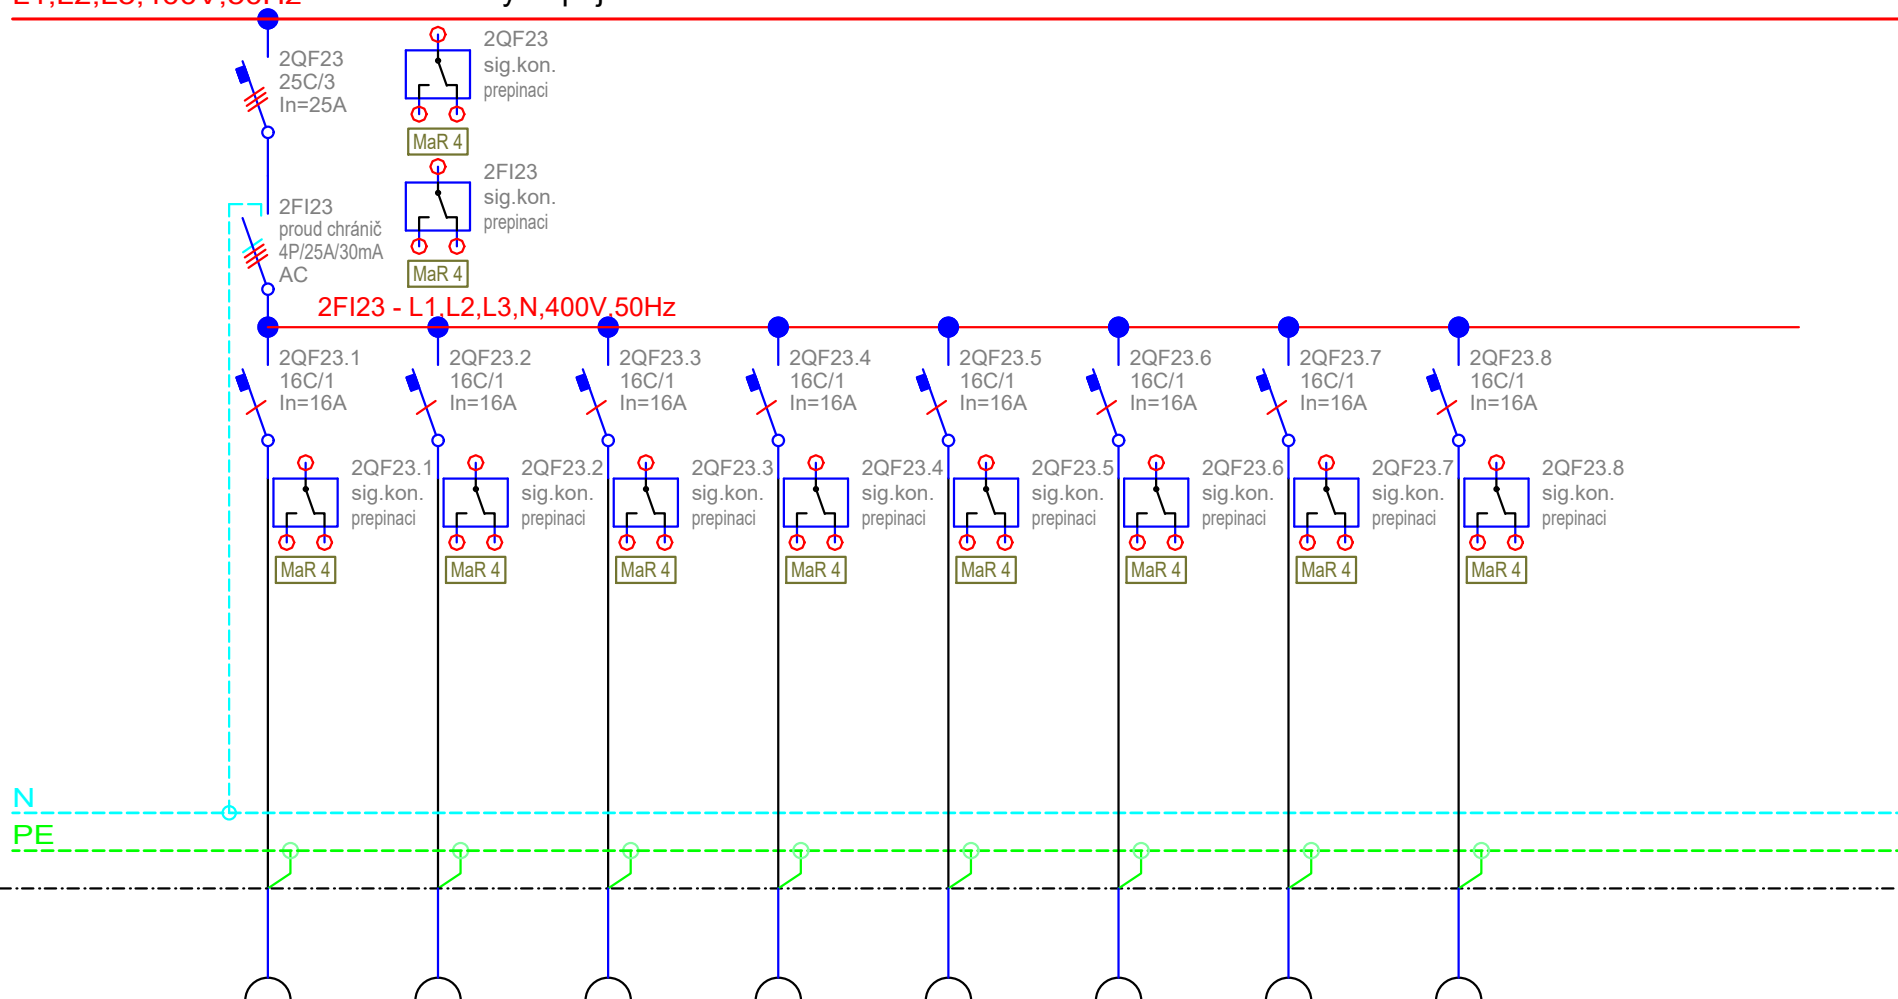 2QF23
25C/3
In=25A
2QF23
sig.kon.
prepinaci
MaR 4
2FI23
proud chránič
4P/25A/30mA
AC
2FI23
sig.kon.
prepinaci
MaR 4
2FI23 - L1,L2,L3,N,400V,50Hz
2QF23.1
16C/1
In=16A
2QF23.2
16C/1
In=16A
2QF23.3
16C/1
In=16A
2QF23.4
16C/1
In=16A
2QF23.5
16C/1
In=16A
2QF23.6
16C/1
In=16A
2QF23.7
16C/1
In=16A
2QF23.8
16C/1
In=16A
2QF23.1
sig.kon.
prepinaci
MaR 4
2QF23.2
sig.kon.
prepinaci
MaR 4
2QF23.3
sig.kon.
prepinaci
MaR 4
2QF23.4
sig.kon.
prepinaci
MaR 4
2QF23.5
sig.kon.
prepinaci
MaR 4
2QF23.6
sig.kon.
prepinaci
MaR 4
2QF23.7
sig.kon.
prepinaci
MaR 4
2QF23.8
sig.kon.
prepinaci
MaR 4
N
PE